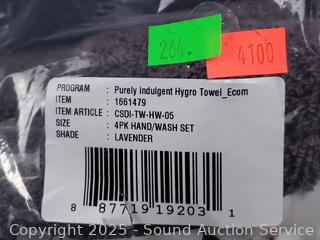 264.
4100
PROGRAM : Purely Indulgent Hygro Towel_Ecom
ITEM : 1661479
ITEM ARTICLE : CSDI-TW-HW-05
SIZE : 4PK HAND/WASH SET
SHADE : LAVENDER
8 87719 19203 1
Copyright © 2025 - Sound Auction Service